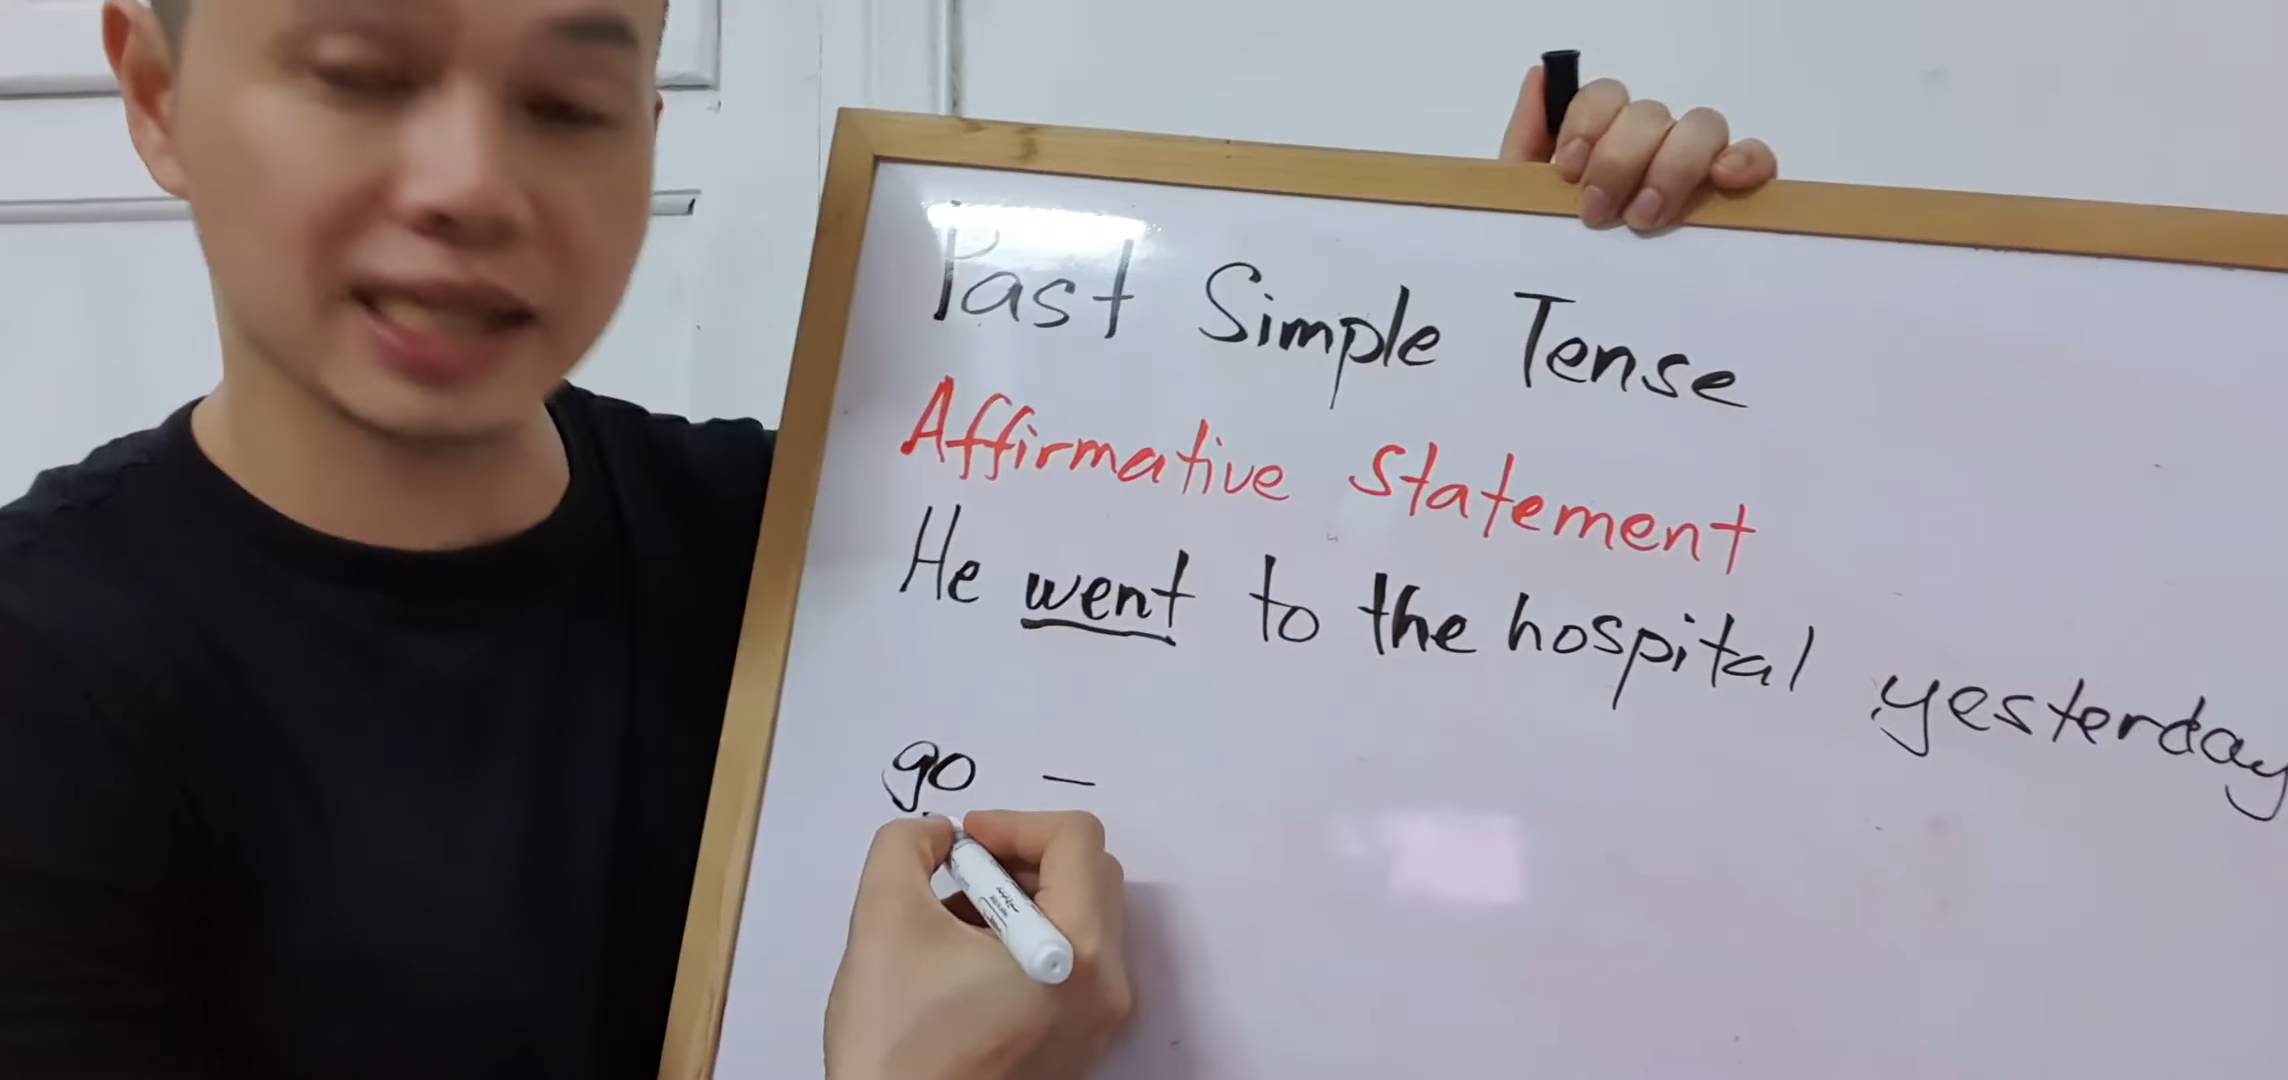 Past Simple Tense
Affirmative Statement
He went to the hospital yesterday
go –